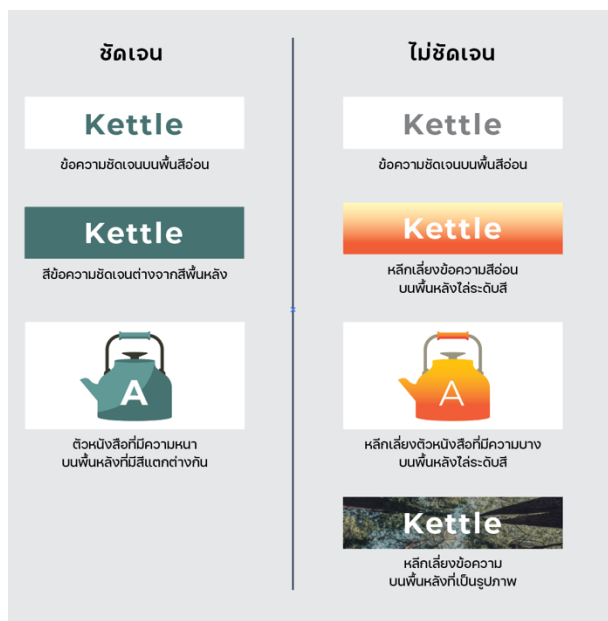 ชัดเจน
Kettle
ข้อความชัดเจนบนพื้นสีอ่อน
Kettle
สีข้อความชัดเจนต่างจากสีพื้นหลัง
A
ตัวหนังสือที่มีความหนา
บนพื้นหลังที่มีสีแตกต่างกัน
ไม่ชัดเจน
Kettle
ข้อความชัดเจนบนพื้นสีอ่อน
Kettle
หลีกเลี่ยงข้อความสีอ่อน
บนพื้นหลังไล่ระดับสี
A
หลีกเลี่ยงตัวหนังสือที่มีความบาง
บนพื้นหลังไล่ระดับสี
Kettle
หลีกเลี่ยงข้อความ
บนพื้นหลังที่เป็นรูปภาพ